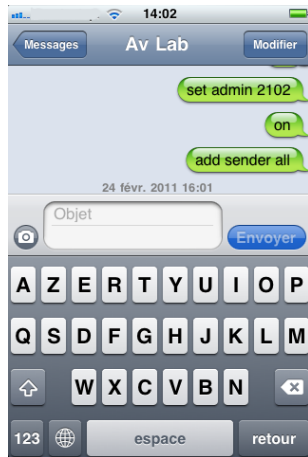 14:02
Messages
Av Lab
Modifier
set admin 2102
on
add sender all
24 févr. 2011 16:01
Objet
Envoyer
A Z E R T Y U I O P
Q S D F G H J K L M
W X C V B N
123 espace retour